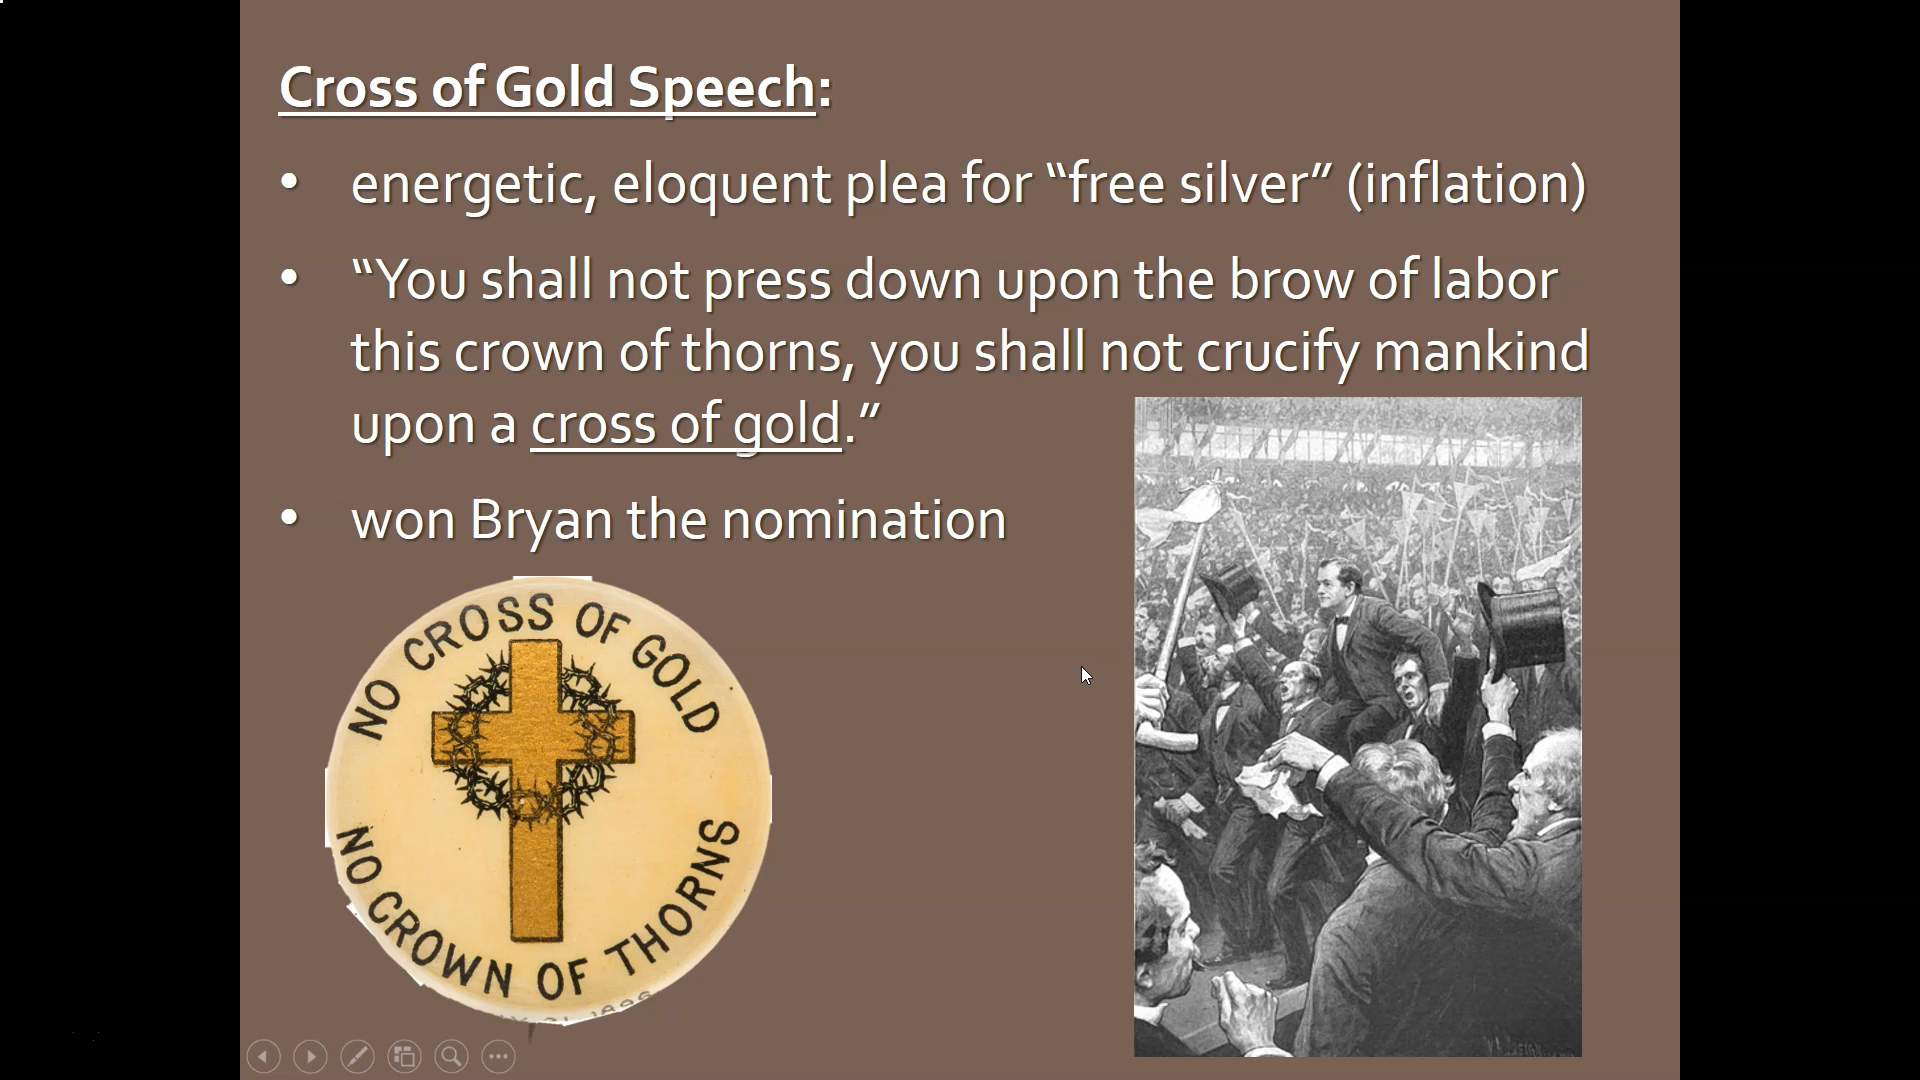 Cross of Gold Speech:
• energetic, eloquent plea for “free silver” (inflation)
• “You shall not press down upon the brow of labor
this crown of thorns, you shall not crucify mankind
upon a cross of gold.”
• won Bryan the nomination
NO CROSS OF GOLD
NO CROWN OF THORNS